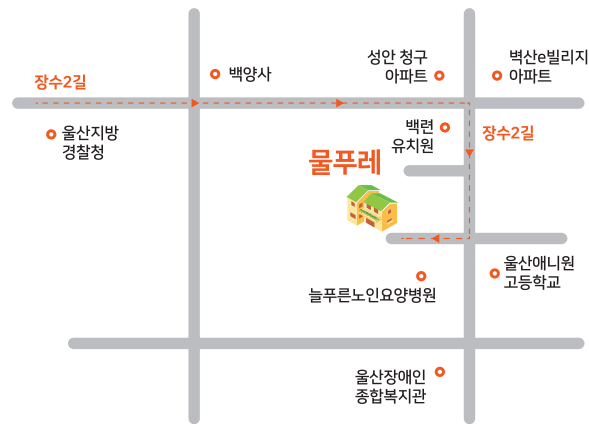 성안 청구
아파트
벽산e빌리지
아파트
백양사
장수2길
울산지방
경찰청
백련
유치원
장수2길
물푸레
울산애니원
고등학교
늘푸른노인요양병원
울산장애인
종합복지관